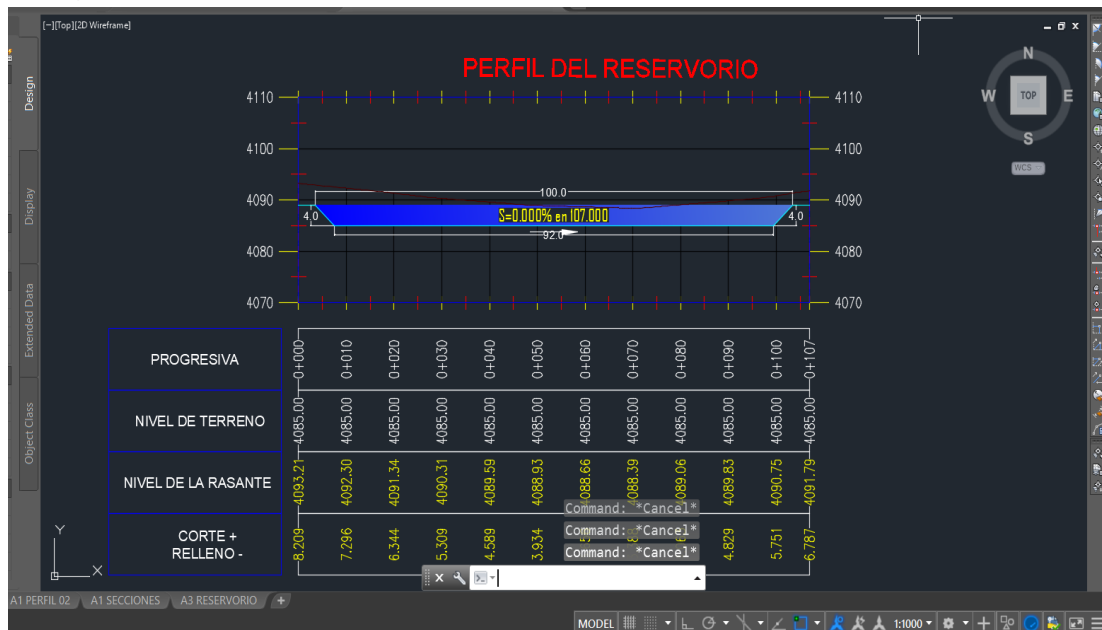 [−][Top][2D Wireframe]
PERFIL DEL RESERVORIO
N
W TOP E
S
WCS
Design
Display
Extended Data
Object Class
4110 4110
4100 4100
4090 4090
4080 4080
4070 4070
100.0
4.0 S=0.000% en 107.000 4.0
92.0
PROGRESIVA 0+000 0+010 0+020 0+030 0+040 0+050 0+060 0+070 0+080 0+090 0+100 0+107
NIVEL DE TERRENO 4085.00 4085.00 4085.00 4085.00 4085.00 4085.00 4085.00 4085.00 4085.00 4085.00 4085.00 4085.00
NIVEL DE LA RASANTE 4093.21 4092.30 4091.34 4090.31 4089.59 4088.93 4088.66 4088.39 4089.06 4089.83 4090.75 4091.79
CORTE +
RELLENO -
8.209 7.296 6.344 5.309 4.589 3.934 4.829 5.751 6.787
Command: *Cancel*
Command: *Cancel*
Command: *Cancel*
Y
X
A1 PERFIL 02 A1 SECCIONES A3 RESERVORIO +
MODEL 1:1000